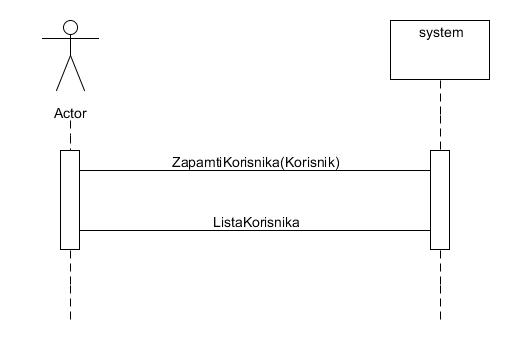 system
Actor
ZapamtiKorisnika(Korisnik)
ListaKorisnika